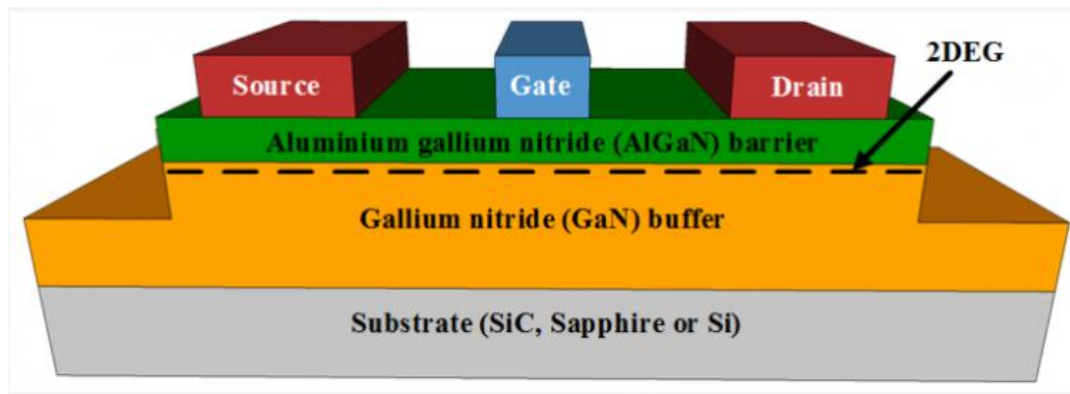 2DEG
Source
Gate
Drain
Aluminium gallium nitride (AlGaN) barrier
Gallium nitride (GaN) buffer
Substrate (SiC, Sapphire or Si)